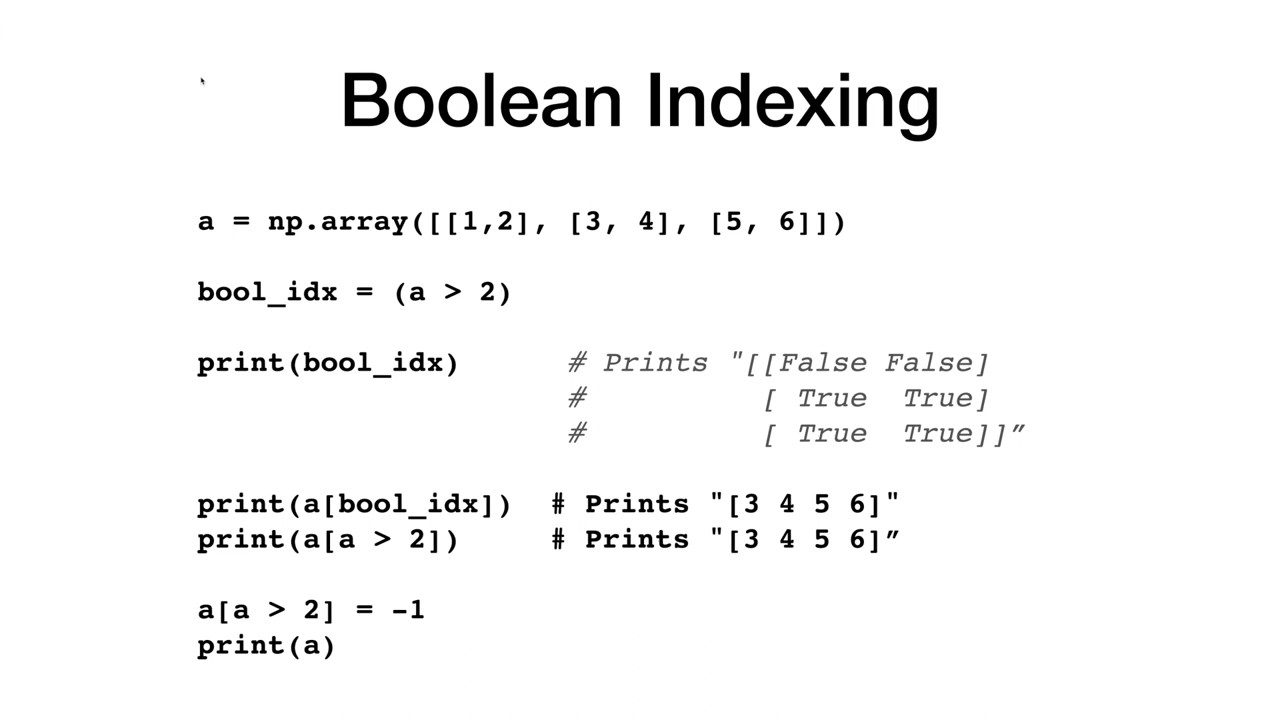 Boolean Indexing
a = np.array([[1,2], [3, 4], [5, 6]])
bool_idx = (a > 2)
print(bool_idx)      # Prints "[[False False]
#          [ True  True]
#          [ True  True]]”
print(a[bool_idx])  # Prints "[3 4 5 6]"
print(a[a > 2])     # Prints "[3 4 5 6]”
a[a > 2] = -1
print(a)